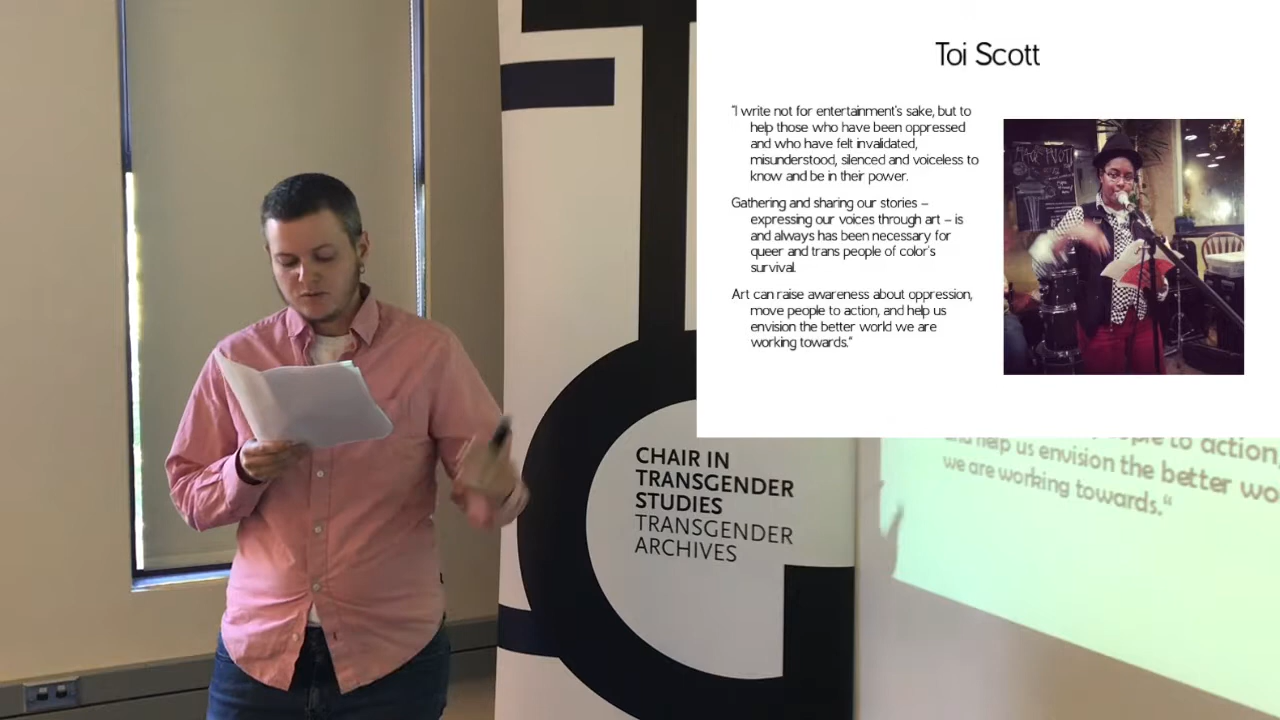 Toi Scott
"I write not for entertainment's sake, but to
help those who have been oppressed
and who have felt invalidated,
misunderstood, silenced and voiceless to
know and be in their power.
Gathering and sharing our stories –
expressing our voices through art – is
and always has been necessary for
queer and trans people of color's
survival.
Art can raise awareness about oppression,
move people to action, and help us
envision the better world we are
working towards."
CHAIR IN
TRANSGENDER
STUDIES
TRANSGENDER
ARCHIVES
to action,
and help us envision the better wo
we are working towards."